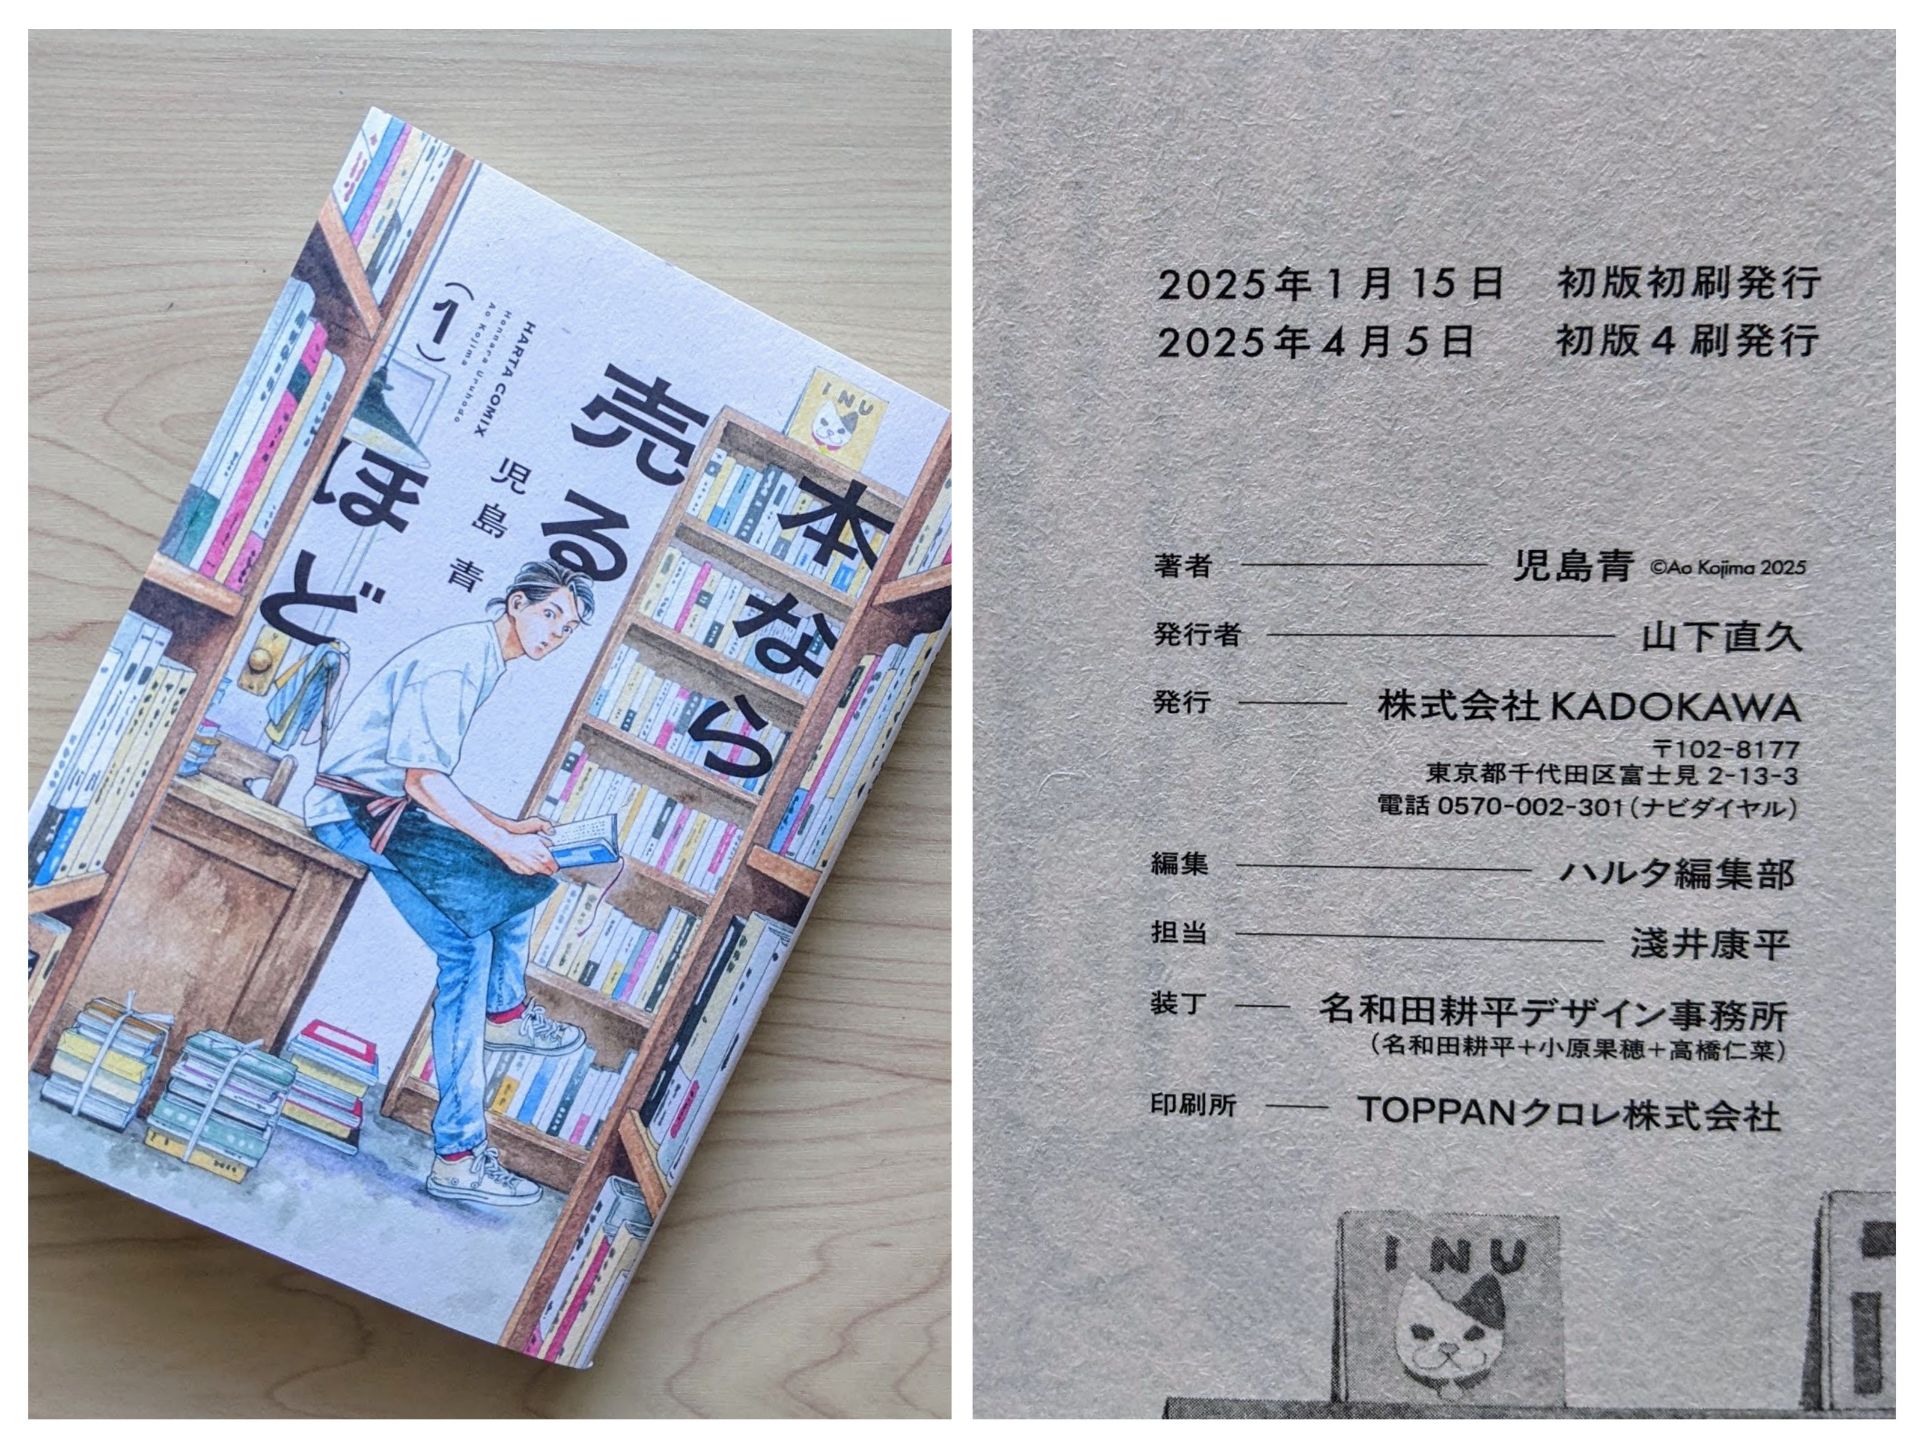 本なら
売る
ほど
(1)
HARTA COMIX
Honnara Uruhodo
Ao Kojima
児島青
INU
2025年1月15日 初版初刷発行
2025年4月5日 初版4刷発行
著者 児島青 ©Ao Kojima 2025
発行者 山下直久
発行 株式会社KADOKAWA
〒102-8177
東京都千代田区富士見2-13-3
電話0570-002-301(ナビダイヤル)
編集 ハルタ編集部
担当 淺井康平
装丁 名和田耕平デザイン事務所
(名和田耕平+小原果穂+高橋仁菜)
印刷所 TOPPANクロレ株式会社
INU